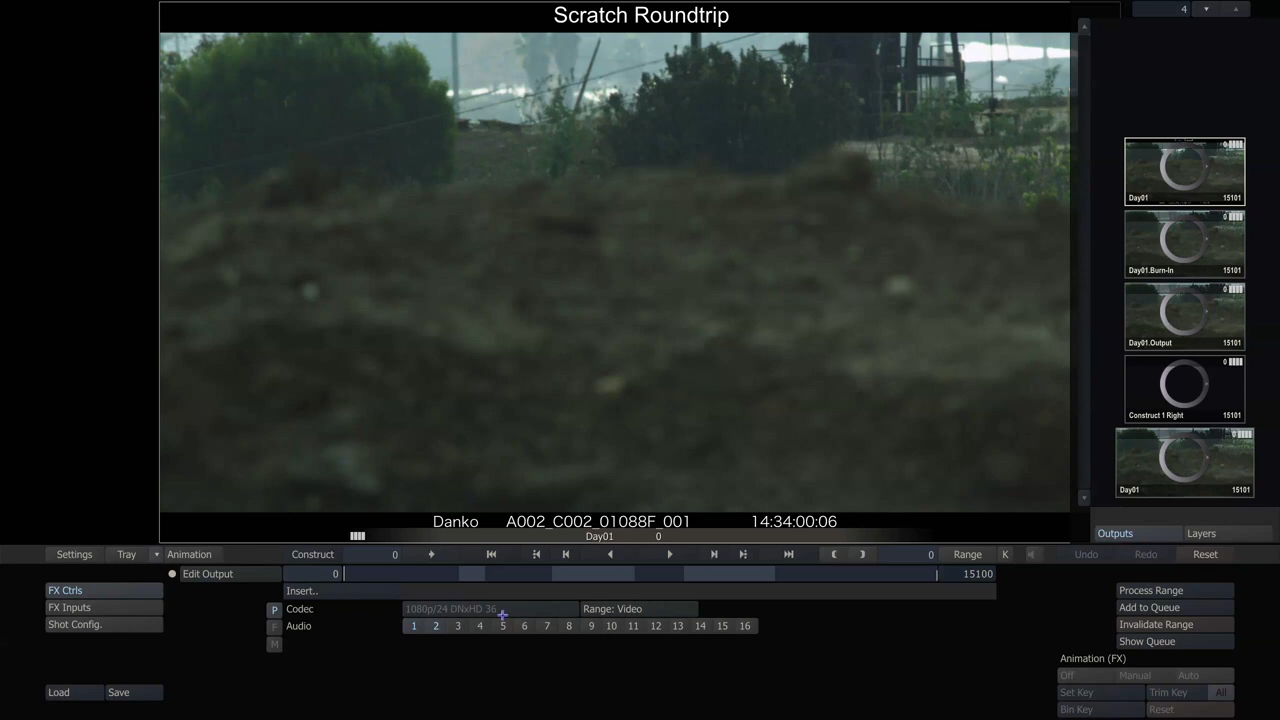 Scratch Roundtrip
4
Day01 15101
Day01.Burn-In 15101
Day01.Output 15101
Construct 1 Right 15101
Day01 15101
Danko A002_C002_01088F_001 14:34:00:06
Day01 0
Outputs Layers
Settings Tray Animation Construct 0 0 Range K Undo Redo Reset
Edit Output 0 15100
FX Ctrls Insert.. Process Range
FX Inputs P Codec 1080p/24 DNxHD 36 Range: Video Add to Queue
Shot Config. F Audio 1 2 3 4 5 6 7 8 9 10 11 12 13 14 15 16 Invalidate Range
M Show Queue
Animation (FX)
Off Manual Auto
Load Save Set Key Trim Key All
Bin Key Reset